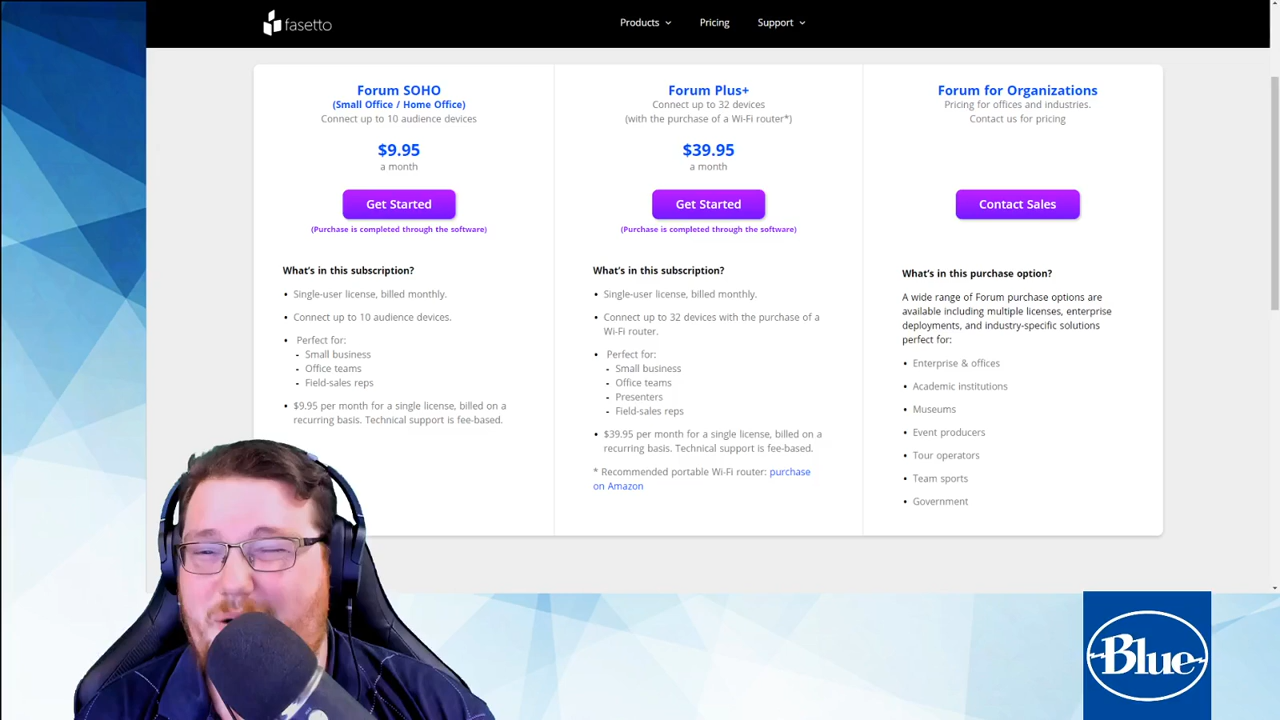 fasetto
Products
Pricing
Support
Forum SOHO
(Small Office / Home Office)
Connect up to 10 audience devices
$9.95
a month
Get Started
(Purchase is completed through the software)
What's in this subscription?
• Single-user license, billed monthly.
• Connect up to 10 audience devices.
• Perfect for:
- Small business
- Office teams
- Field-sales reps
• $9.95 per month for a single license, billed on a
recurring basis. Technical support is fee-based.
Forum Plus+
Connect up to 32 devices
(with the purchase of a Wi-Fi router*)
$39.95
a month
Get Started
(Purchase is completed through the software)
What's in this subscription?
• Single-user license, billed monthly.
• Connect up to 32 devices with the purchase of a
Wi-Fi router.
• Perfect for:
- Small business
- Office teams
- Presenters
- Field-sales reps
• $39.95 per month for a single license, billed on a
recurring basis. Technical support is fee-based.
* Recommended portable Wi-Fi router: purchase
on Amazon
Forum for Organizations
Pricing for offices and industries.
Contact us for pricing
Contact Sales
What's in this purchase option?
A wide range of Forum purchase options are
available including multiple licenses, enterprise
deployments, and industry-specific solutions
perfect for:
• Enterprise & offices
• Academic institutions
• Museums
• Event producers
• Tour operators
• Team sports
• Government
Blue